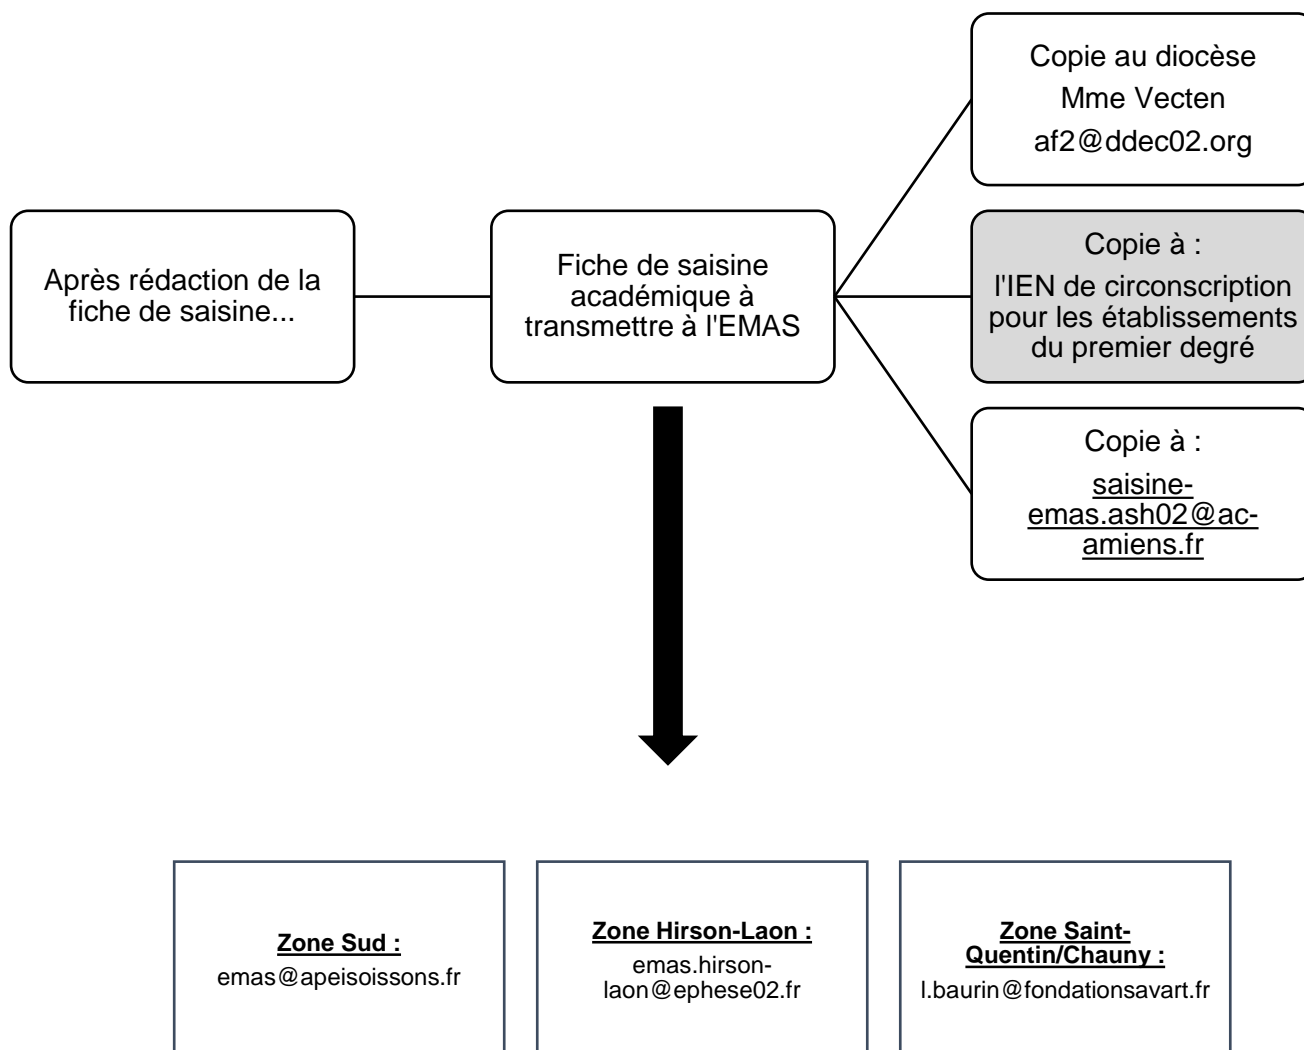 Copie au diocèse
Mme Vecten
af2@ddec02.org
Après rédaction de la
fiche de saisine...
Fiche de saisine
académique à
transmettre à l'EMAS
Copie à :
l'IEN de circonscription
pour les établissements
du premier degré
Copie à :
saisine-
emas.ash02@ac-
amiens.fr
Zone Sud :
emas@apeisoissons.fr
Zone Hirson-Laon :
emas.hirson-
laon@ephese02.fr
Zone Saint-
Quentin/Chauny :
l.baurin@fondationsavart.fr